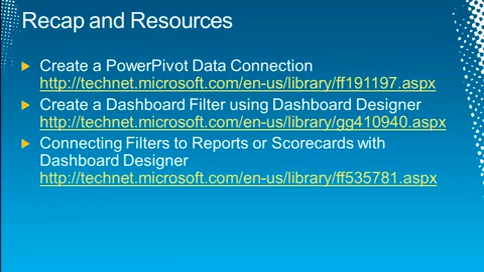 Recap and Resources
Create a PowerPivot Data Connection
http://technet.microsoft.com/en-us/library/ff191197.aspx
Create a Dashboard Filter using Dashboard Designer
http://technet.microsoft.com/en-us/library/gg410940.aspx
Connecting Filters to Reports or Scorecards with
Dashboard Designer
http://technet.microsoft.com/en-us/library/ff535781.aspx